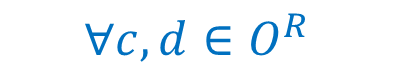 ∀c, d ∈ O^R